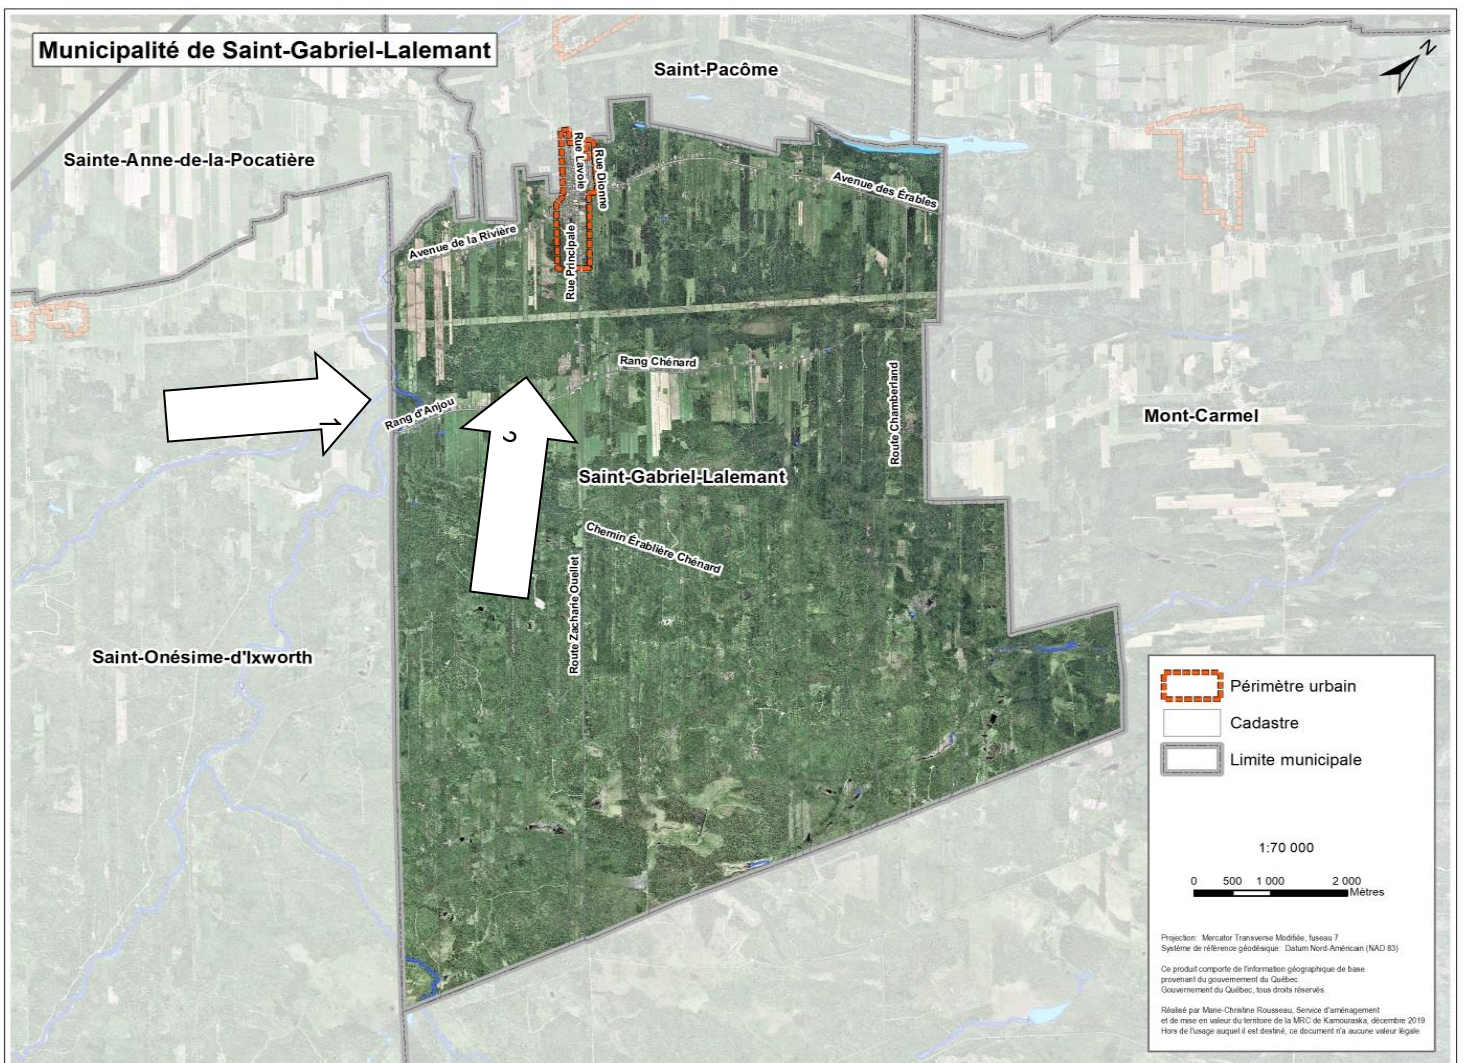 Municipalité de Saint-Gabriel-Lalemant
N
Saint-Pacôme
Sainte-Anne-de-la-Pocatière
Rue Lavoie
Rue Dionne
Avenue des Érables
Avenue de la Rivière
Rue Principale
Rang Chénard
Route Chamberland
Rang d'Anjou
1
2
Mont-Carmel
Saint-Gabriel-Lalemant
Chemin Érablière Chénard
Route Zacharie Ouellet
Saint-Onésime-d'Ixworth
Périmètre urbain
Cadastre
Limite municipale
1:70 000
0 500 1 000 2 000
Mètres
Projection: Mercator Transverse Modifiée, fuseau 7
Système de référence géodésique: Datum Nord-Américain (NAD 83)
Ce produit comporte de l'information géographique de base
provenant du gouvernement du Québec.
Gouvernement du Québec, tous droits réservés.
Réalisé par Marie-Christine Rousseau, Service d'aménagement
et de mise en valeur du territoire de la MRC de Kamouraska, décembre 2019
Hors de l'usage auquel il est destiné, ce document n'a aucune valeur légale